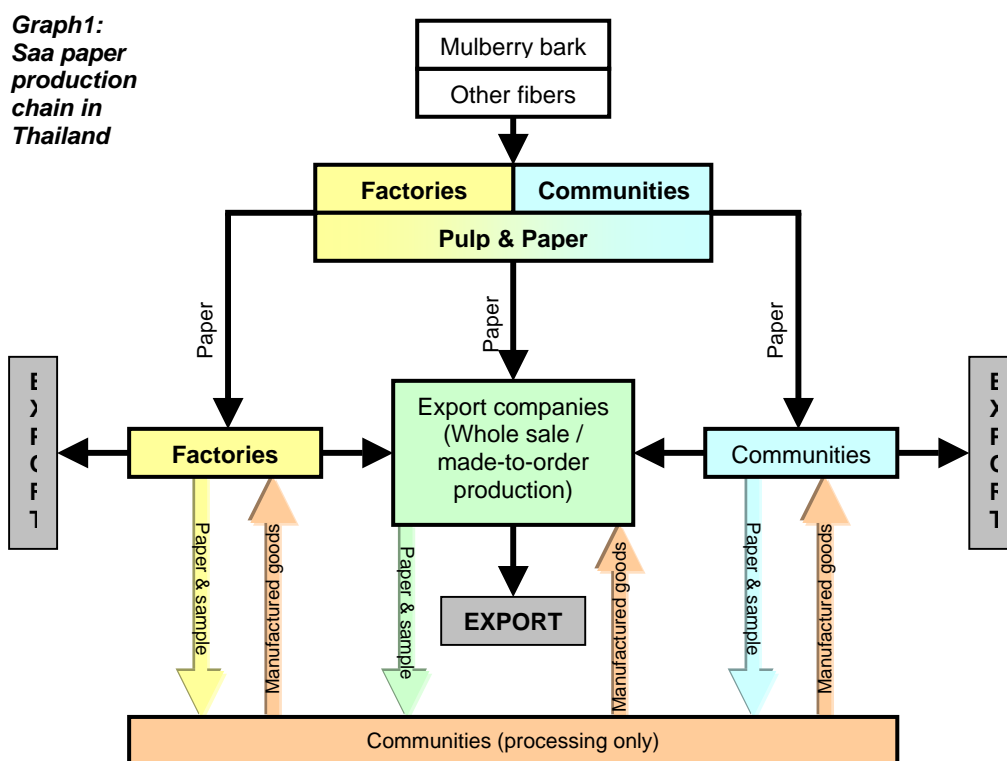 Graph1:
Saa paper
production
chain in
Thailand
Mulberry bark
Other fibers
Factories
Communities
Pulp & Paper
Paper
Paper
Paper
EXPORT
Factories
Export companies
(Whole sale /
made-to-order
production)
Communities
EXPORT
Paper & sample
Manufactured goods
Paper & sample
EXPORT
Manufactured goods
Paper & sample
Manufactured goods
Communities (processing only)